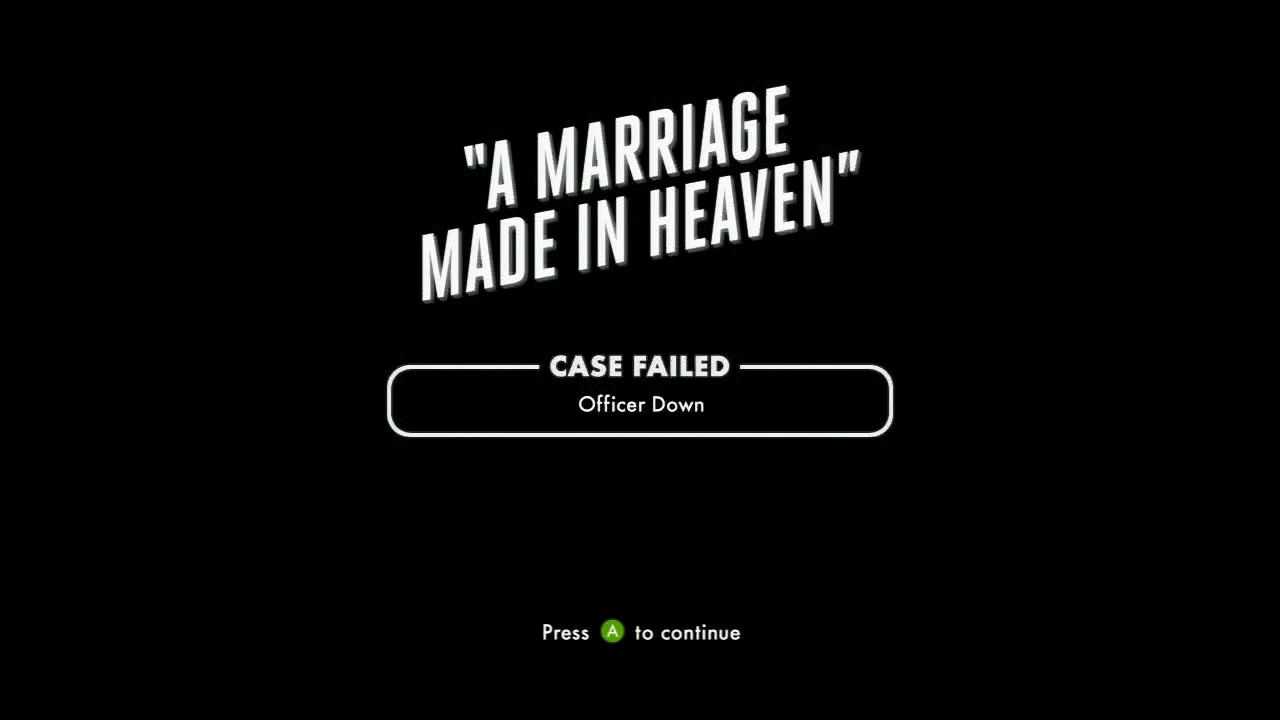 "A MARRIAGE
MADE IN HEAVEN"
CASE FAILED
Officer Down
Press A to continue